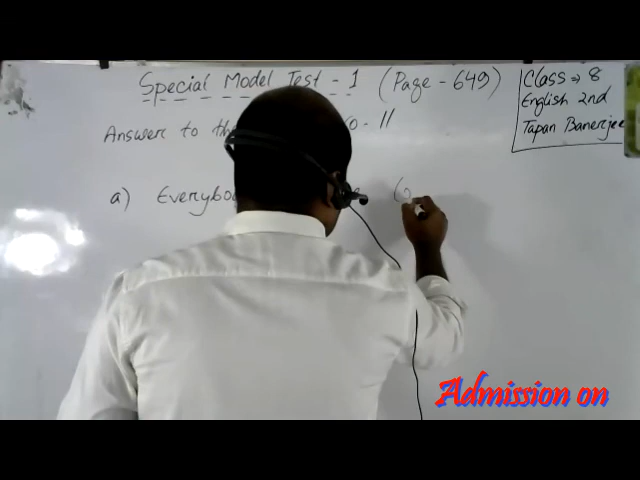 Special Model Test - 1 (Page - 649)
Class ⇒ 8
English 2nd
Tapan Banerjee
Answer to the - 11
a) Everybo
Admission on